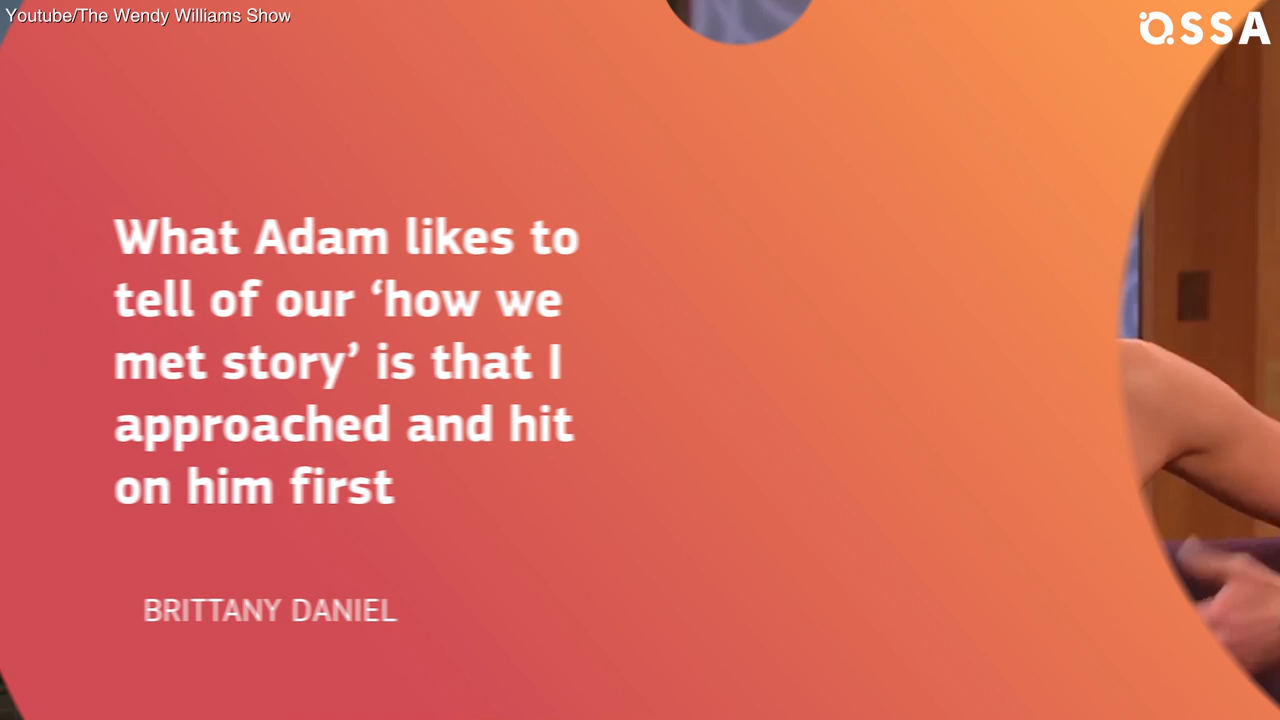 Youtube/The Wendy Williams Show
OSSA
What Adam likes to
tell of our ‘how we
met story’ is that I
approached and hit
on him first
BRITTANY DANIEL